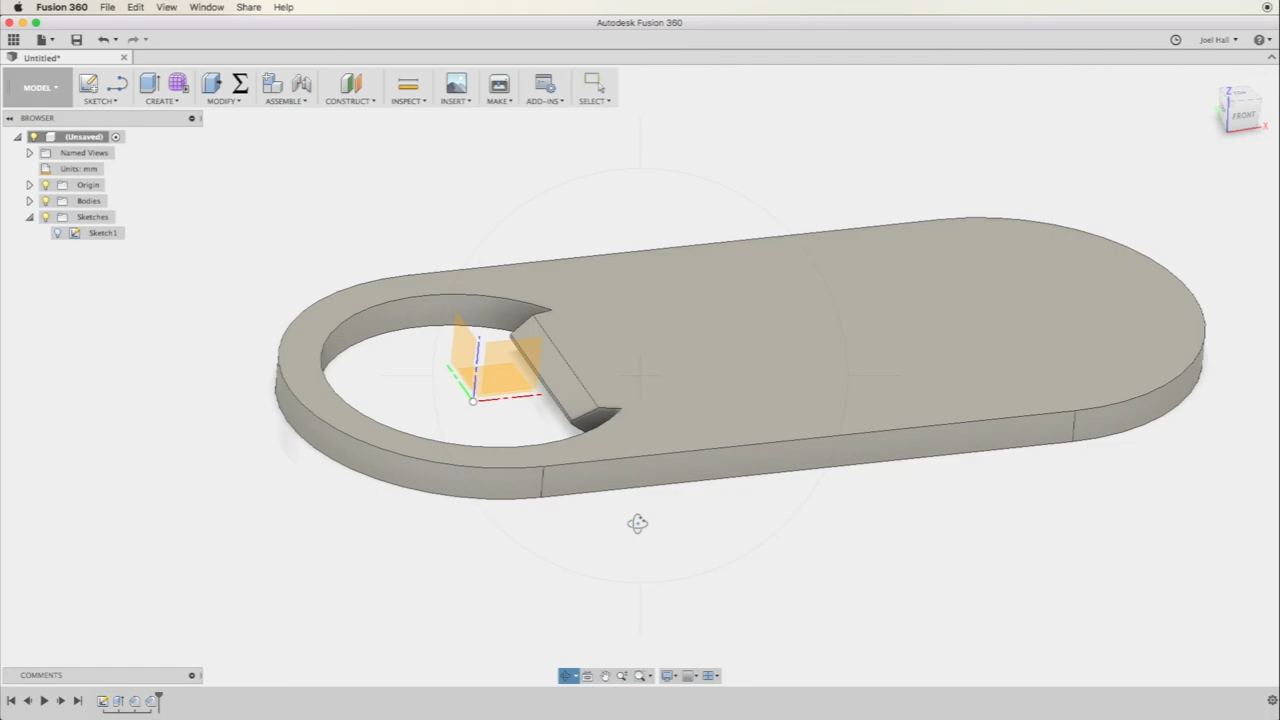 Fusion 360 File Edit View Window Share Help
Autodesk Fusion 360
Joel Hall
Untitled*
MODEL
SKETCH CREATE MODIFY ASSEMBLE CONSTRUCT INSPECT INSERT MAKE ADD-INS SELECT
BROWSER
(Unsaved)
Named Views
Units: mm
Origin
Bodies
Sketches
Sketch1
Z
FRONT
X
COMMENTS